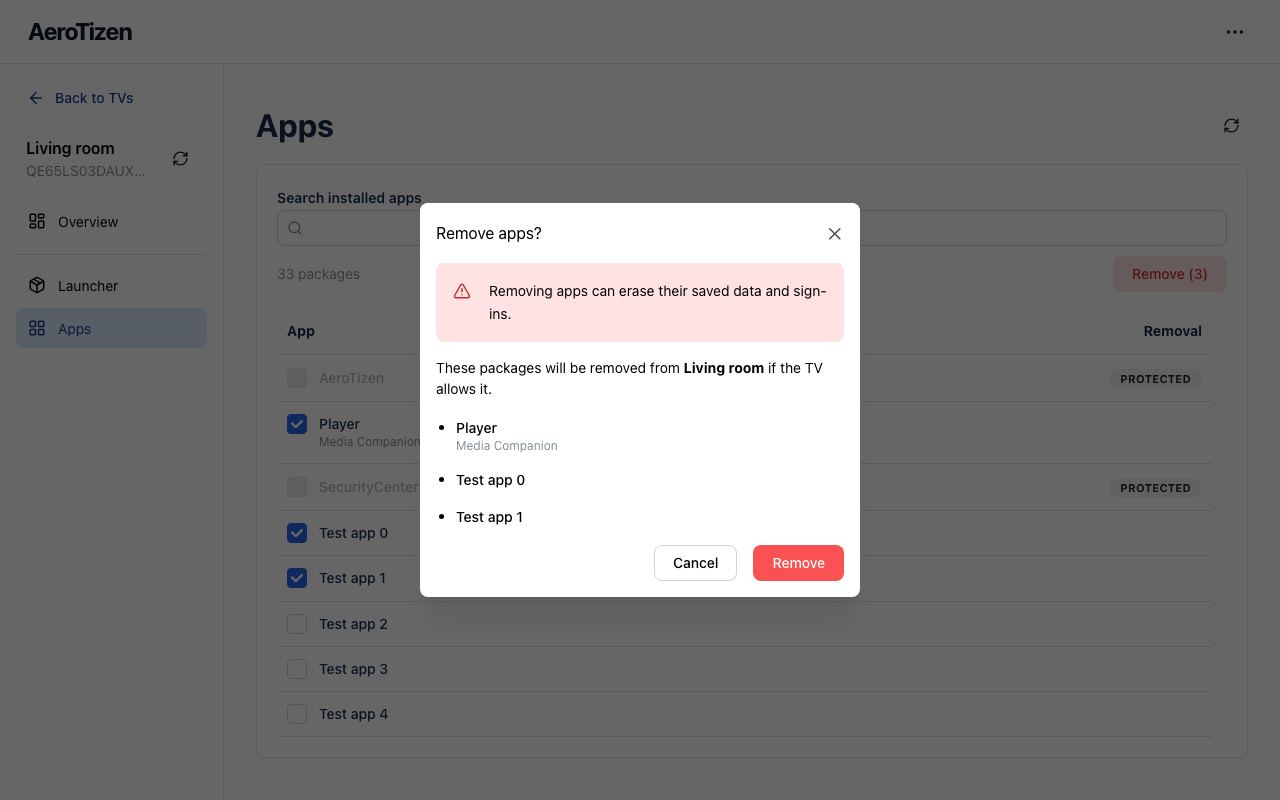 AeroTizen
Back to TVs
Living room
QE65LS03DAUX...
Overview
Launcher
Apps
Apps
Search installed apps
33 packages
Remove (3)
App
Removal
AeroTizen
PROTECTED
Player
Media Companion
SecurityCenter
PROTECTED
Test app 0
Test app 1
Test app 2
Test app 3
Test app 4
Remove apps?
Removing apps can erase their saved data and sign-
ins.
These packages will be removed from Living room if the TV
allows it.
Player
Media Companion
Test app 0
Test app 1
Cancel
Remove